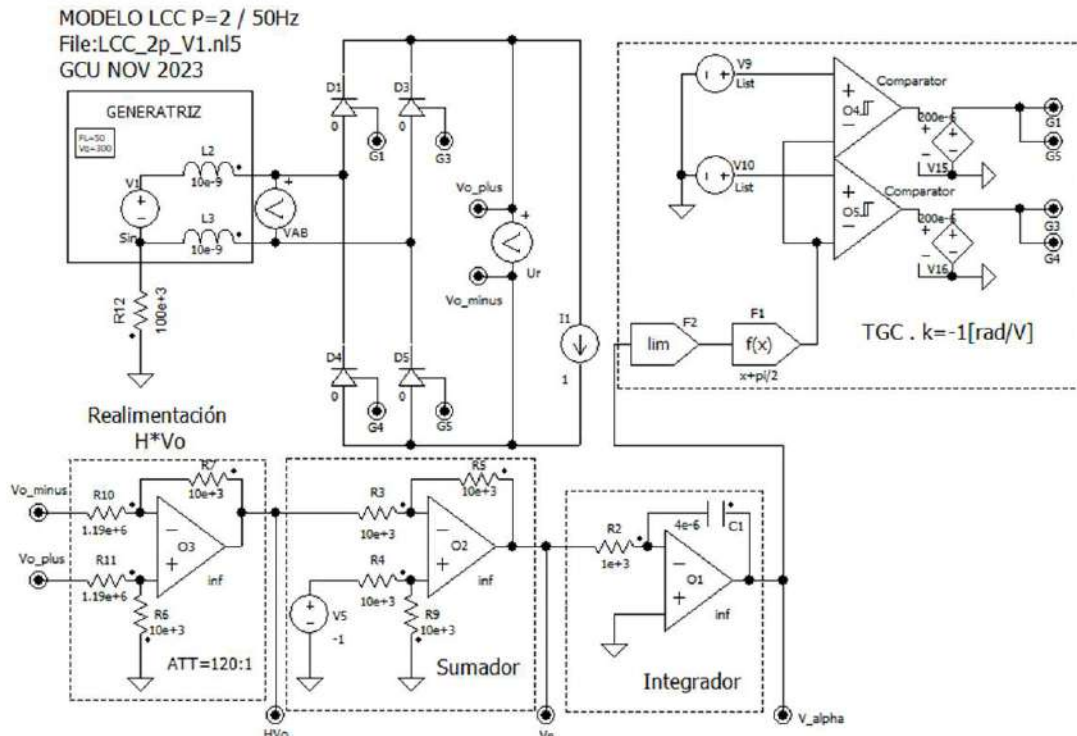 MODELO LCC P=2 / 50Hz
File:LCC_2p_V1.nl5
GCU NOV 2023
GENERATRIZ
FL=50
L2
10e-9
V1
Sin
L3
10e-9
VAB
R12
100e+3
D1
0
G1
D3
0
G3
Vo_plus
Ur
Vo_minus
I1
1
D4
0
G4
D5
0
G5
V9
List
V10
List
Comparator
O4
Comparator
O5
200e-6
V15
200e-6
V16
G1
G5
G3
G4
F2
lim
F1
f(x)
x+pi/2
TGC . k=-1[rad/V]
Realimentación
H*Vo
Vo_minus
R10
1.19e+6
R7
10e+3
Vo_plus
R11
1.19e+6
O3
inf
R6
10e+3
ATT=120:1
HVo
R3
10e+3
R5
10e+3
R4
10e+3
O2
inf
V5
-1
R9
10e+3
Sumador
R2
1e+3
4e-6
C1
O1
inf
Integrador
V_alpha